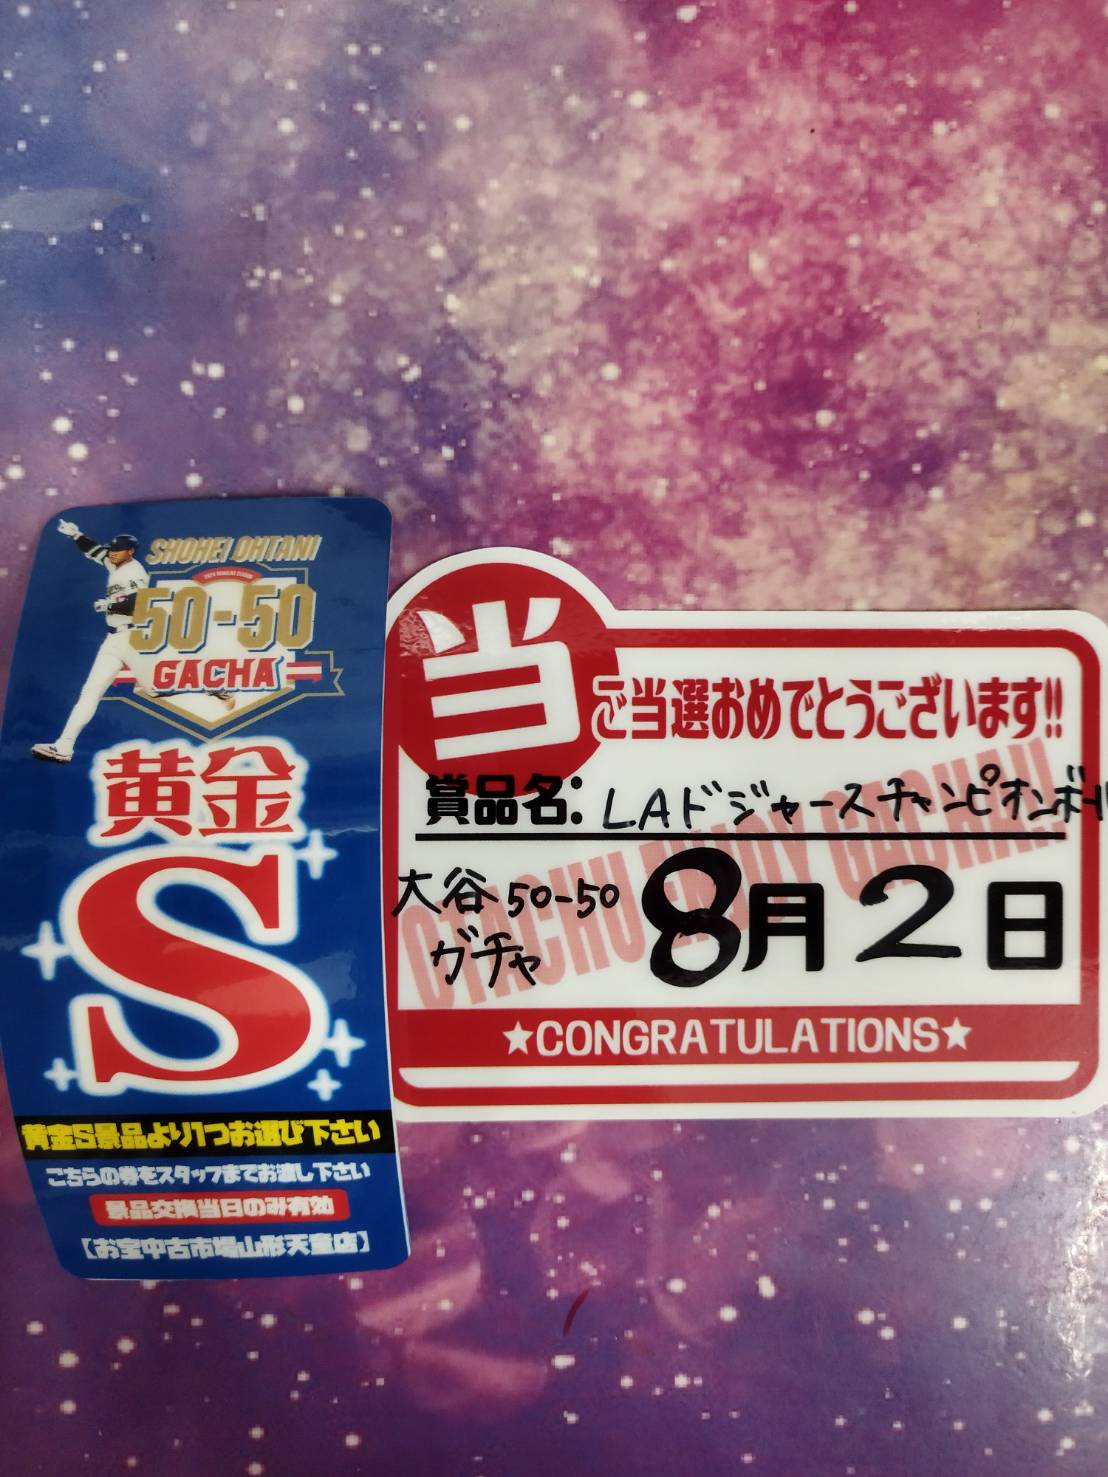 SHOHEI OHTANI
50-50
GACHA
黄金
S
黄金S景品より1つお選び下さい
こちらの券をスタッフまでお渡し下さい
景品交換当日のみ有効
【お宝中古市場山形天童店】
当
ご当選おめでとうございます!!
賞品名: LAドジャースチャンピオンボール
大谷50-50
ガチャ
8月2日
★CONGRATULATIONS★